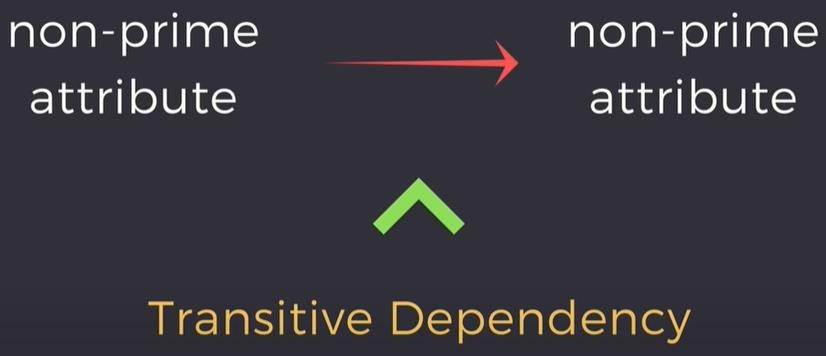 non-prime non-prime
attribute attribute
Transitive Dependency